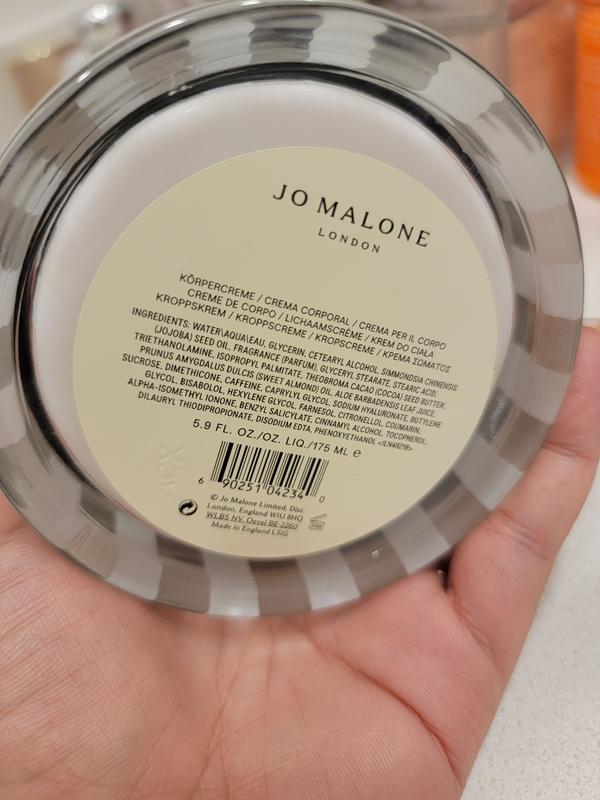 JO MALONE
LONDON
KÖRPERCREME / CREMA CORPORAL / CREMA PER IL CORPO
CREME DE CORPO / LICHAAMSCRÈME / KREM DO CIAŁA
KROPPSKREM / KROPPSCREME / KROPSCREME / ΚΡΕΜΑ ΣΩΜΑΤΟΣ
INGREDIENTS: WATER\AQUA\EAU, GLYCERIN, CETEARYL ALCOHOL, SIMMONDSIA CHINENSIS
(JOJOBA) SEED OIL, FRAGRANCE (PARFUM), GLYCERYL STEARATE, STEARIC ACID,
TRIETHANOLAMINE, ISOPROPYL PALMITATE, THEOBROMA CACAO (COCOA) SEED BUTTER,
PRUNUS AMYGDALUS DULCIS (SWEET ALMOND) OIL, ALOE BARBADENSIS LEAF JUICE,
SUCROSE, DIMETHICONE, CAFFEINE, CAPRYLYL GLYCOL, SODIUM HYALURONATE, BUTYLENE
GLYCOL, BISABOLOL, HEXYLENE GLYCOL, FARNESOL, CITRONELLOL, COUMARIN,
ALPHA-ISOMETHYL IONONE, BENZYL SALICYLATE, CINNAMYL ALCOHOL, TOCOPHEROL,
DILAURYL THIODIPROPIONATE, DISODIUM EDTA, PHENOXYETHANOL <ILN49218>
5.9 FL. OZ./OZ. LIQ./175 ML ℮
6 90251 04234 0
© Jo Malone Limited, Dist.
London, England W1U 8HQ
WLBS NV, Oevel BE-2260
Made in England LSIG
24M